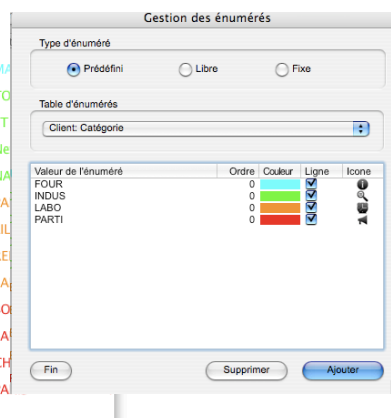 Gestion des énumérés
Type d'énuméré
Prédéfini Libre Fixe
Table d'énumérés
Client: Catégorie
Valeur de l'énuméré Ordre Couleur Ligne Icone
FOUR 0
INDUS 0
LABO 0
PARTI 0
Fin Supprimer Ajouter